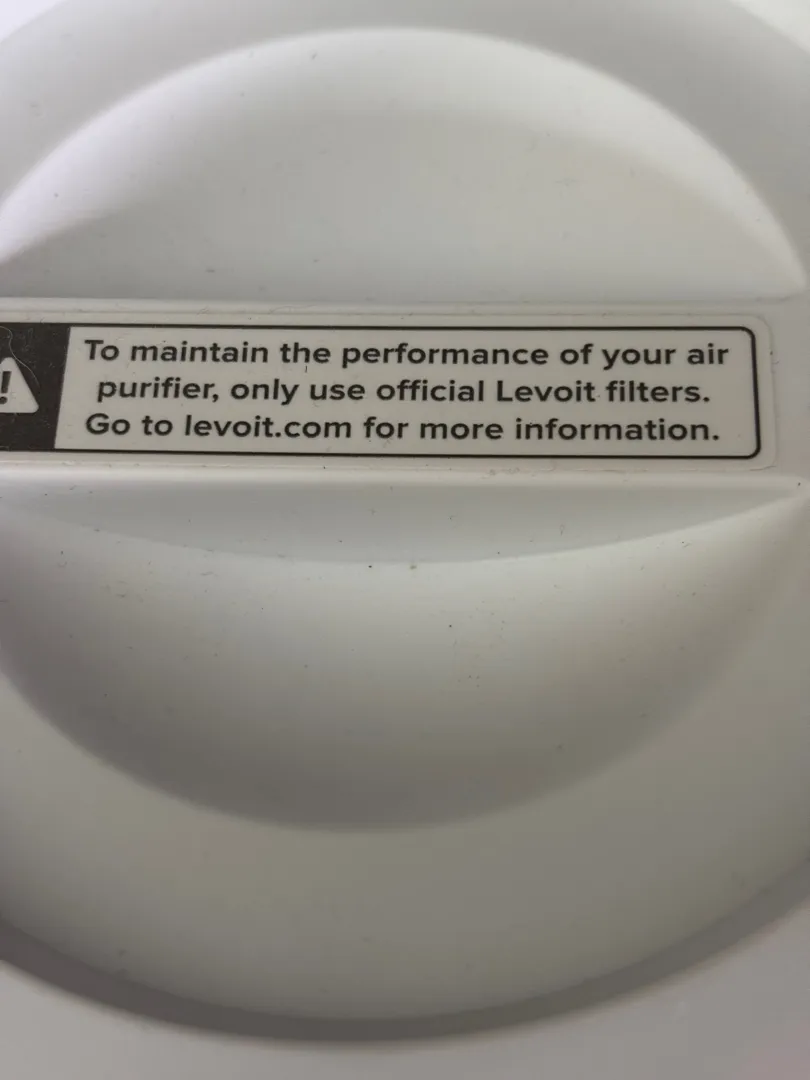 To maintain the performance of your air
purifier, only use official Levoit filters.
Go to levoit.com for more information.